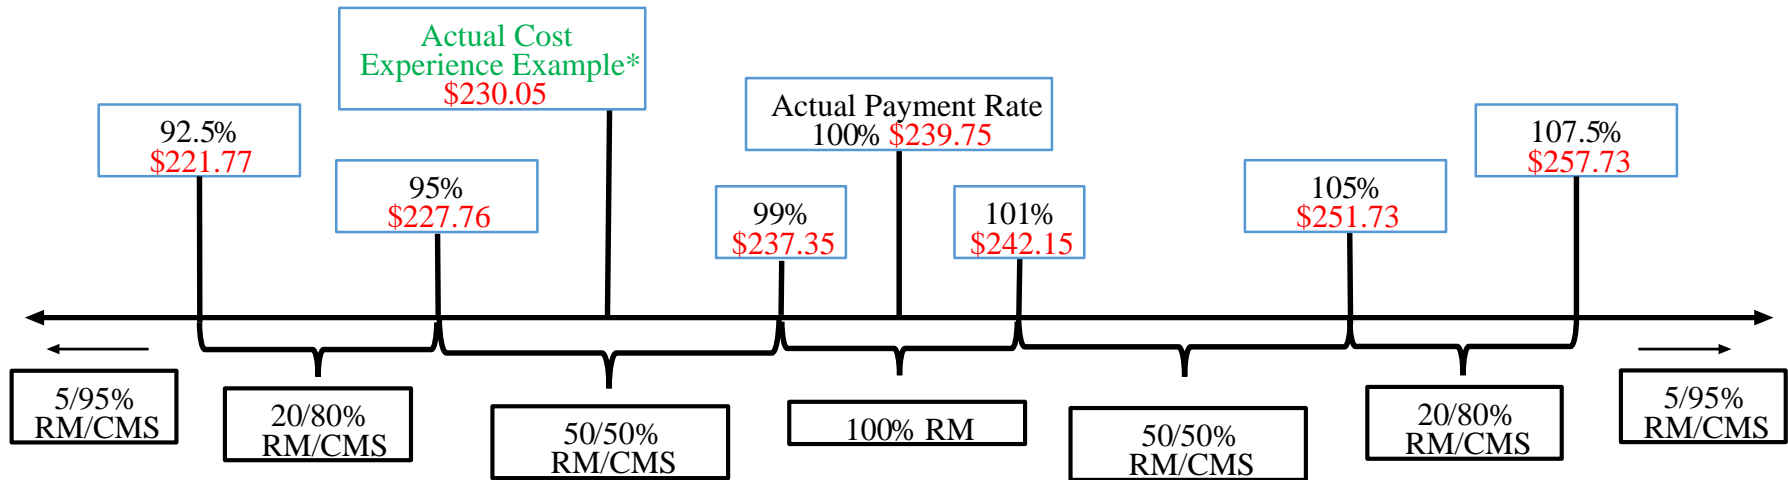 Actual Cost
Experience Example*
$230.05
Actual Payment Rate
100% $239.75
92.5%
$221.77
107.5%
$257.73
95%
$227.76
99%
$237.35
101%
$242.15
105%
$251.73
5/95%
RM/CMS
20/80%
RM/CMS
50/50%
RM/CMS
100% RM
50/50%
RM/CMS
20/80%
RM/CMS
5/95%
RM/CMS